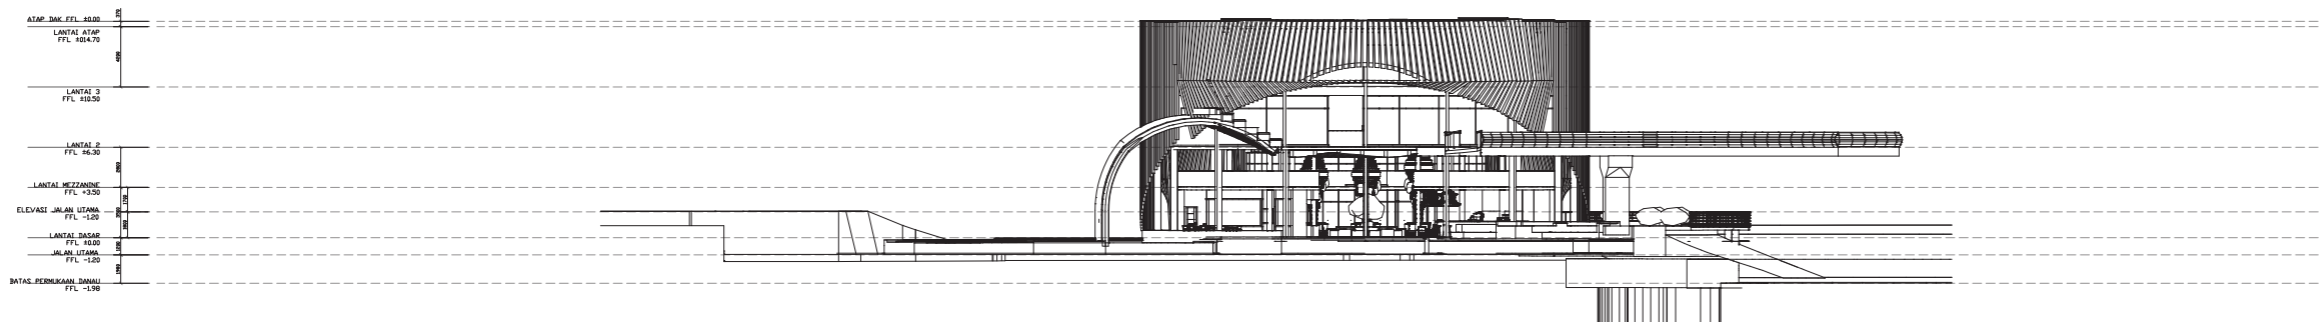 ATAP DAK FFL ±0.00
LANTAI ATAP
FFL ±014.70
LANTAI 3
FFL ±10.50
LANTAI 2
FFL ±6.30
LANTAI MEZZANINE
FFL +3.50
ELEVASI JALAN UTAMA
FFL -1.20
LANTAI DASAR
FFL ±0.00
JALAN UTAMA
FFL -1.20
BATAS PERMUKAAN DANAU
FFL -1.98